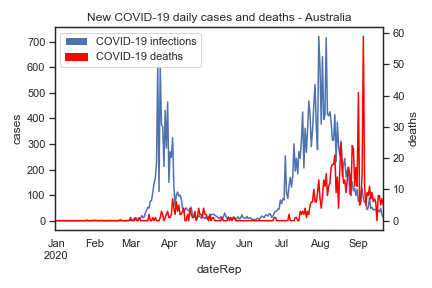 New COVID-19 daily cases and deaths - Australia
COVID-19 infections
COVID-19 deaths
700
600
500
400
300
200
100
0
cases
60
50
40
30
20
10
0
deaths
Jan Feb Mar Apr May Jun Jul Aug Sep
2020
dateRep